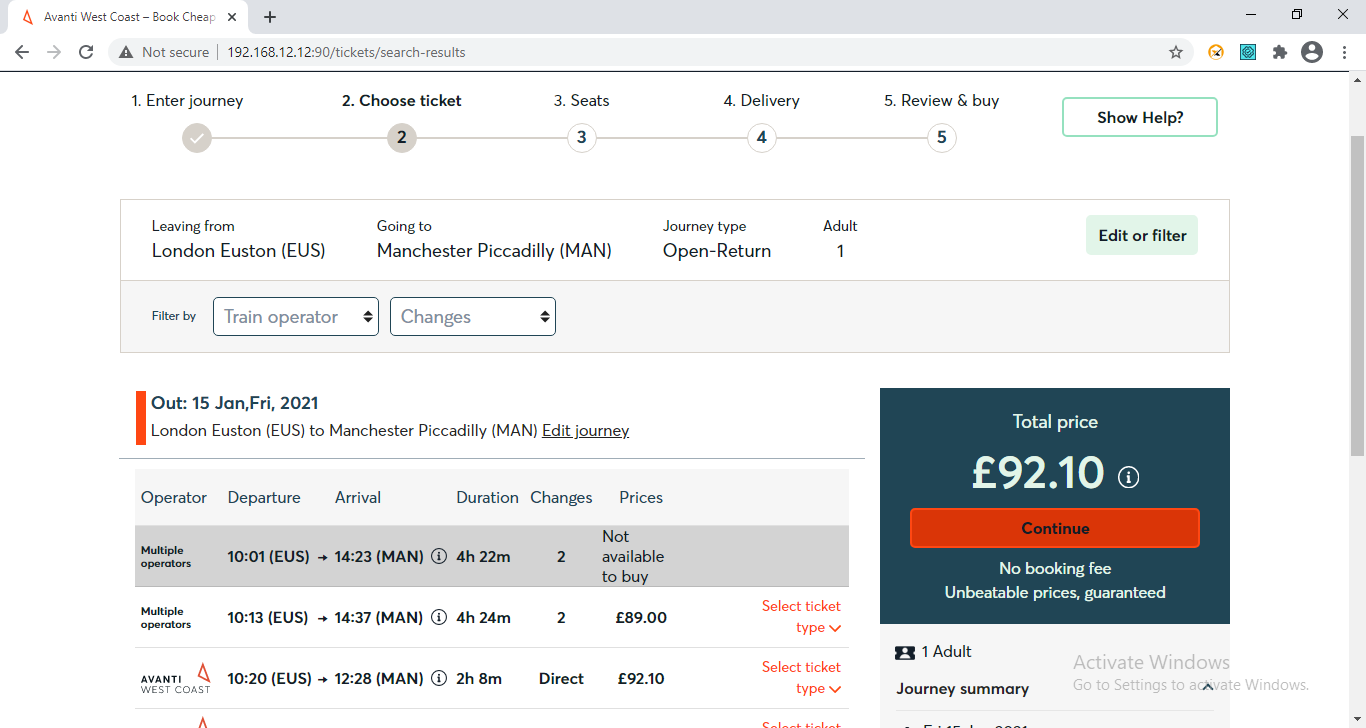 Avanti West Coast – Book Cheap
Not secure
192.168.12.12:90/tickets/search-results
1. Enter journey
2. Choose ticket
3. Seats
4. Delivery
5. Review & buy
2
3
4
5
Show Help?
Leaving from
London Euston (EUS)
Going to
Manchester Piccadilly (MAN)
Journey type
Open-Return
Adult
1
Edit or filter
Filter by
Train operator
Changes
Out: 15 Jan,Fri, 2021
London Euston (EUS) to Manchester Piccadilly (MAN) Edit journey
Operator Departure Arrival Duration Changes Prices
Multiple
operators
10:01 (EUS) → 14:23 (MAN) 4h 22m 2
Not
available
to buy
Multiple
operators
10:13 (EUS) → 14:37 (MAN) 4h 24m 2 £89.00
Select ticket
type
AVANTI
WEST COAST
10:20 (EUS) → 12:28 (MAN) 2h 8m Direct £92.10
Select ticket
type
Select ticket
Total price
£92.10
Continue
No booking fee
Unbeatable prices, guaranteed
1 Adult
Journey summary
Activate Windows
Go to Settings to activate Windows.